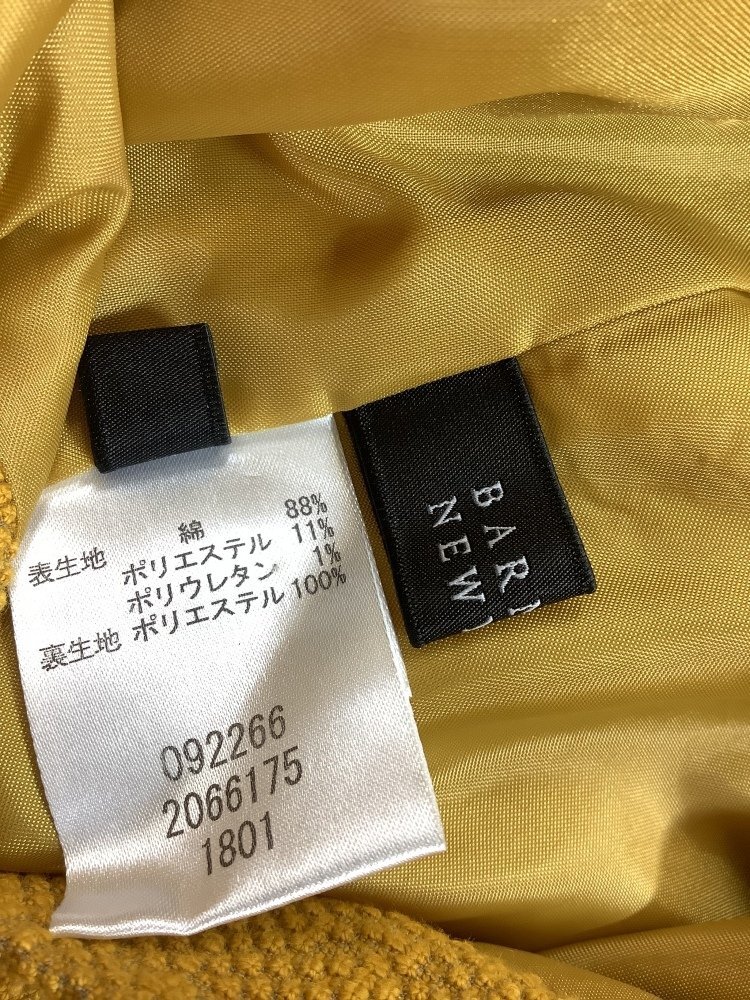 綿 88%
表生地 ポリエステル 11%
ポリウレタン 1%
裏生地 ポリエステル 100%
092266
2066175
1801
BAR
NEW